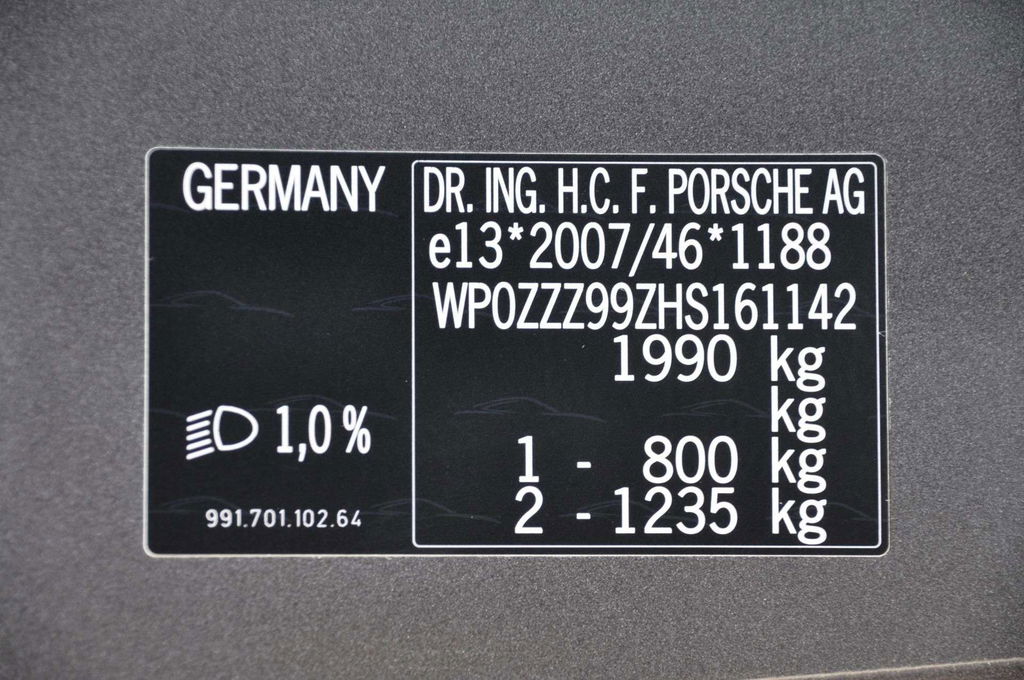 GERMANY
1,0 %
991.701.102.64
DR. ING. H.C. F. PORSCHE AG
e13*2007/46*1188
WP0ZZZ99ZHS161142
1990 kg
kg
1 - 800 kg
2 - 1235 kg